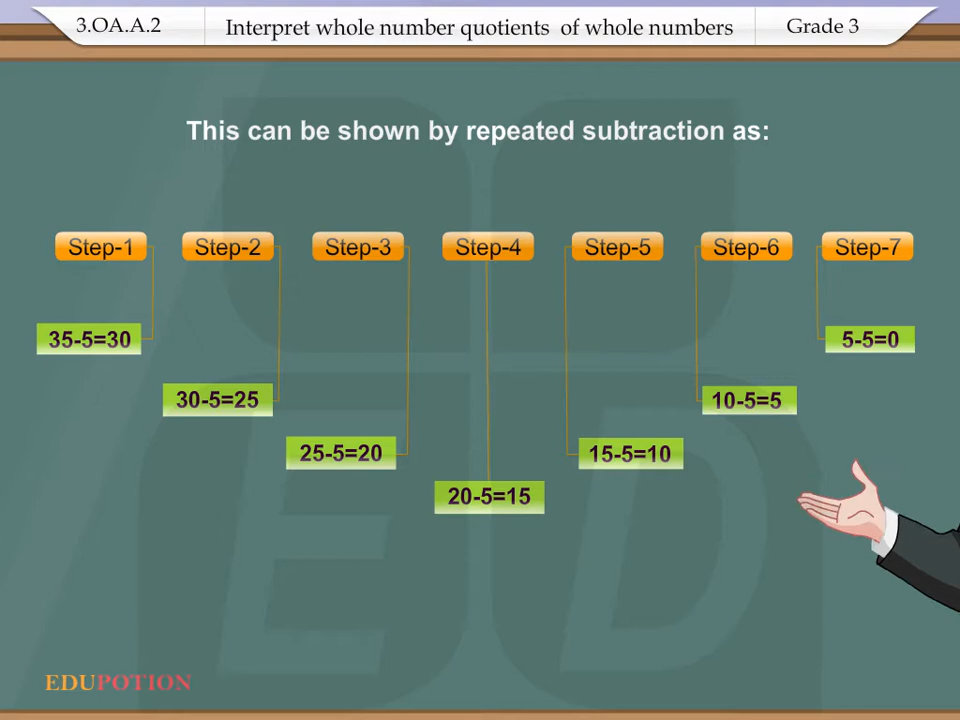 3.OA.A.2
Interpret whole number quotients of whole numbers
Grade 3
This can be shown by repeated subtraction as:
Step-1
Step-2
Step-3
Step-4
Step-5
Step-6
Step-7
35-5=30
30-5=25
25-5=20
20-5=15
15-5=10
10-5=5
5-5=0
ED
EDUPOTION